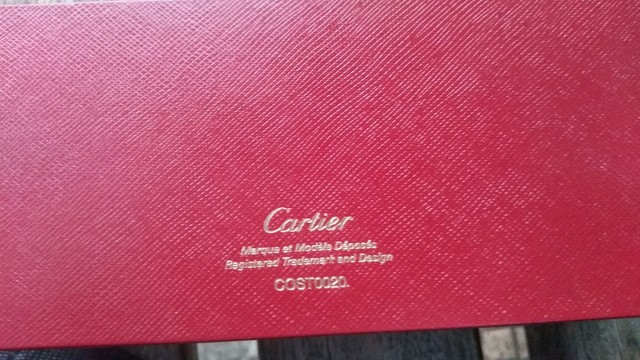 Cartier
Marque et Modèle Déposés
Registered Trademark and Design
COST0020.